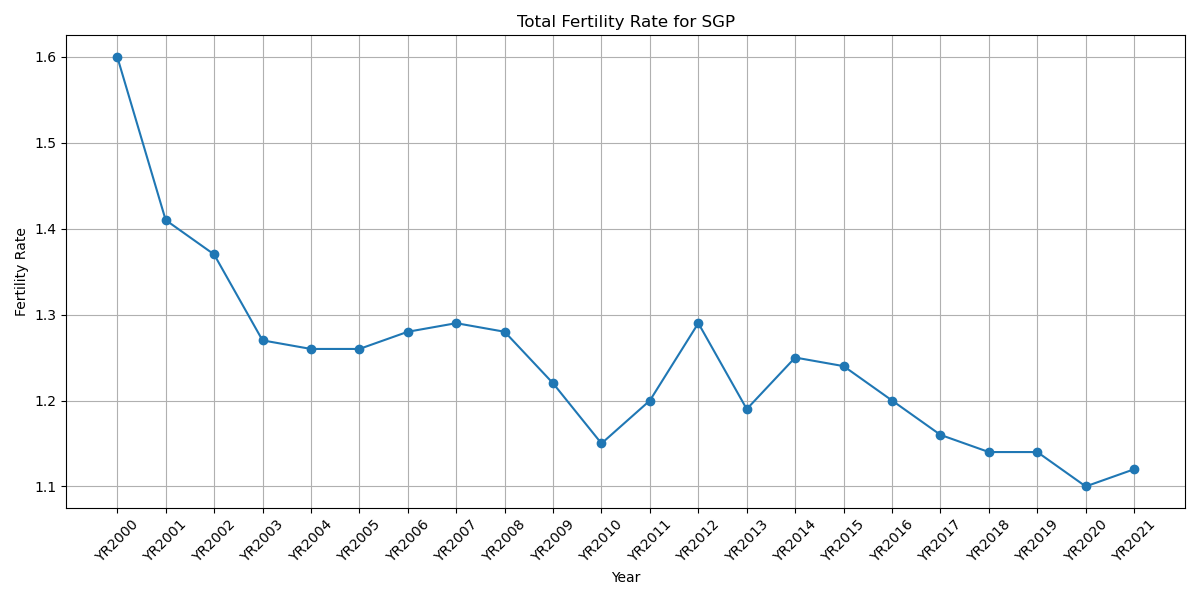 Total Fertility Rate for SGP
Fertility Rate
1.6
1.5
1.4
1.3
1.2
1.1
YR2000
YR2001
YR2002
YR2003
YR2004
YR2005
YR2006
YR2007
YR2008
YR2009
YR2010
YR2011
YR2012
YR2013
YR2014
YR2015
YR2016
YR2017
YR2018
YR2019
YR2020
YR2021
Year